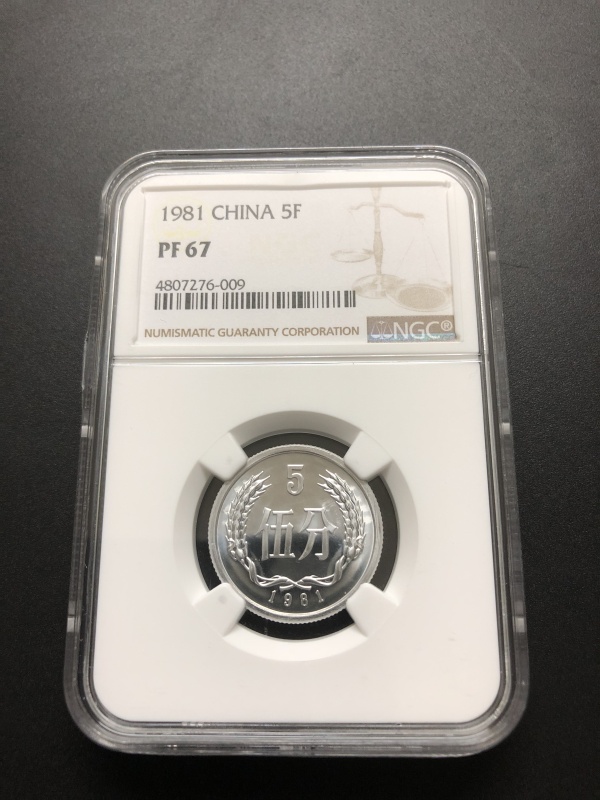 1981 CHINA 5F
PF 67
4807276-009
NUMISMATIC GUARANTY CORPORATION
NGC®
5
伍分
1981